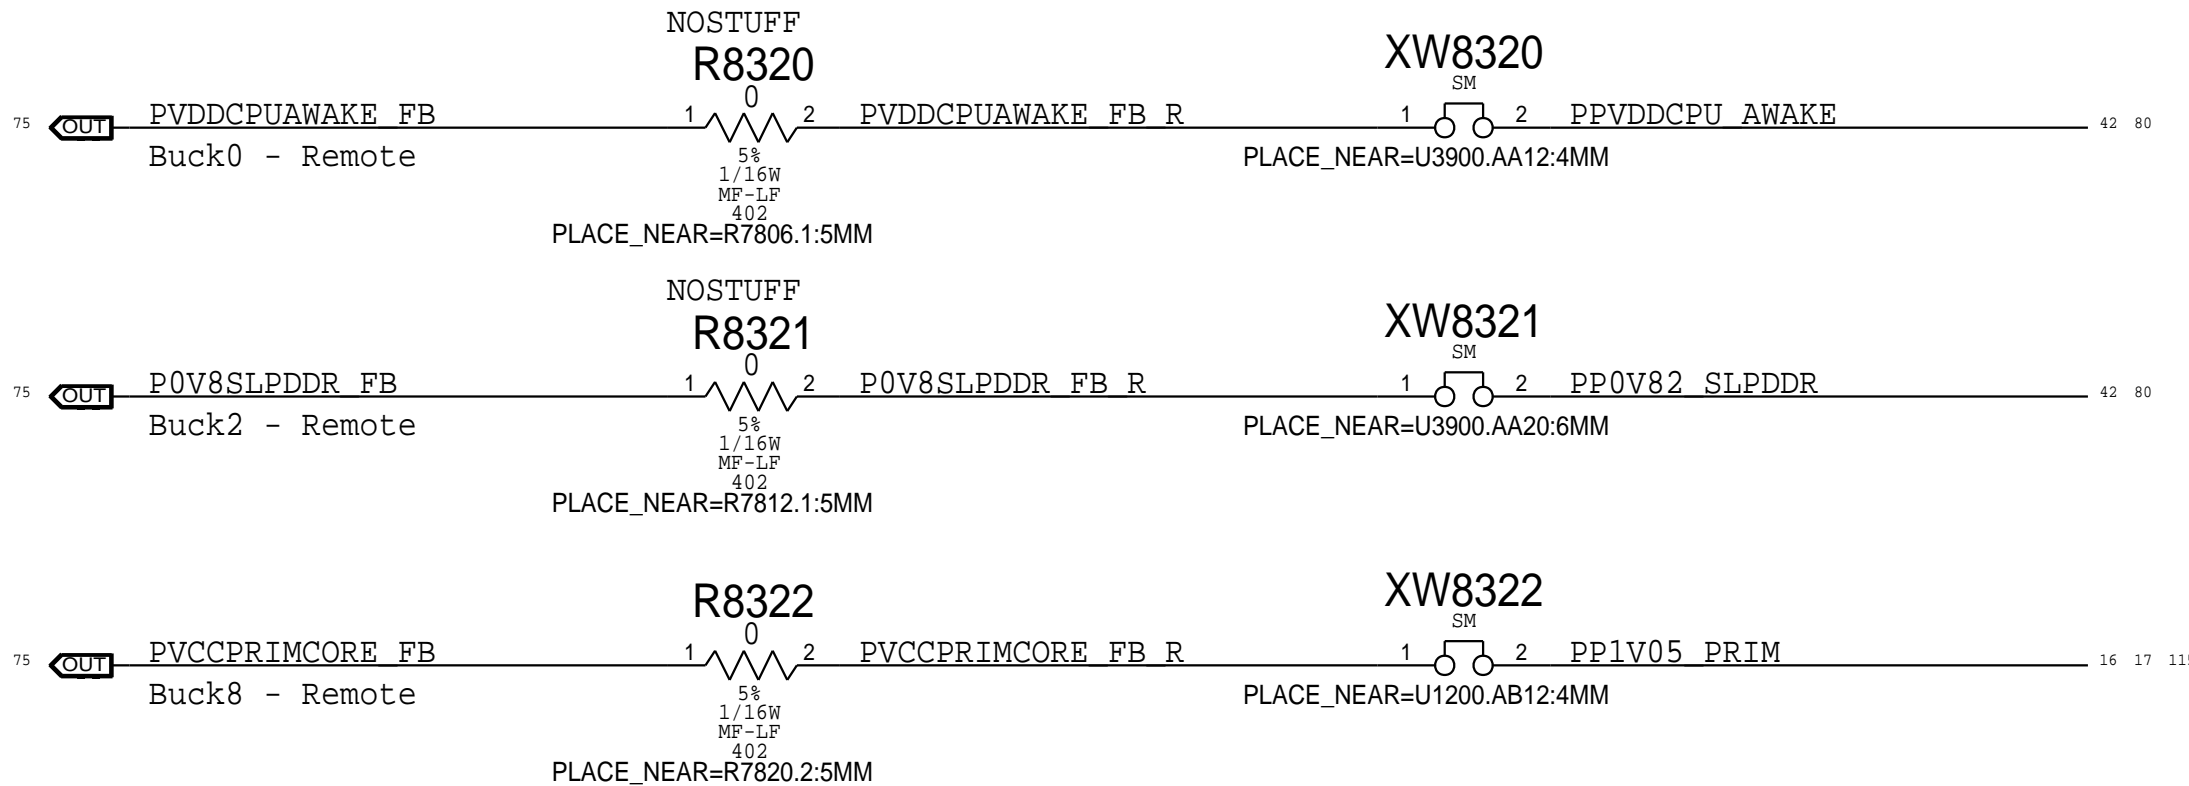 NOSTUFF
R8320
XW8320
0
SM
75 OUT PVDDCPUAWAKE_FB 1 2 PVDDCPUAWAKE_FB_R 1 2 PPVDDCPU_AWAKE 42 80
Buck0 - Remote
5%
1/16W
MF-LF
402
PLACE_NEAR=U3900.AA12:4MM
PLACE_NEAR=R7806.1:5MM
NOSTUFF
R8321
XW8321
0
SM
75 OUT P0V8SLPDDR_FB 1 2 P0V8SLPDDR_FB_R 1 2 PP0V82_SLPDDR 42 80
Buck2 - Remote
5%
1/16W
MF-LF
402
PLACE_NEAR=U3900.AA20:6MM
PLACE_NEAR=R7812.1:5MM
R8322
XW8322
0
SM
75 OUT PVCCPRIMCORE_FB 1 2 PVCCPRIMCORE_FB_R 1 2 PP1V05_PRIM 16 17
Buck8 - Remote
5%
1/16W
MF-LF
402
PLACE_NEAR=U1200.AB12:4MM
PLACE_NEAR=R7820.2:5MM